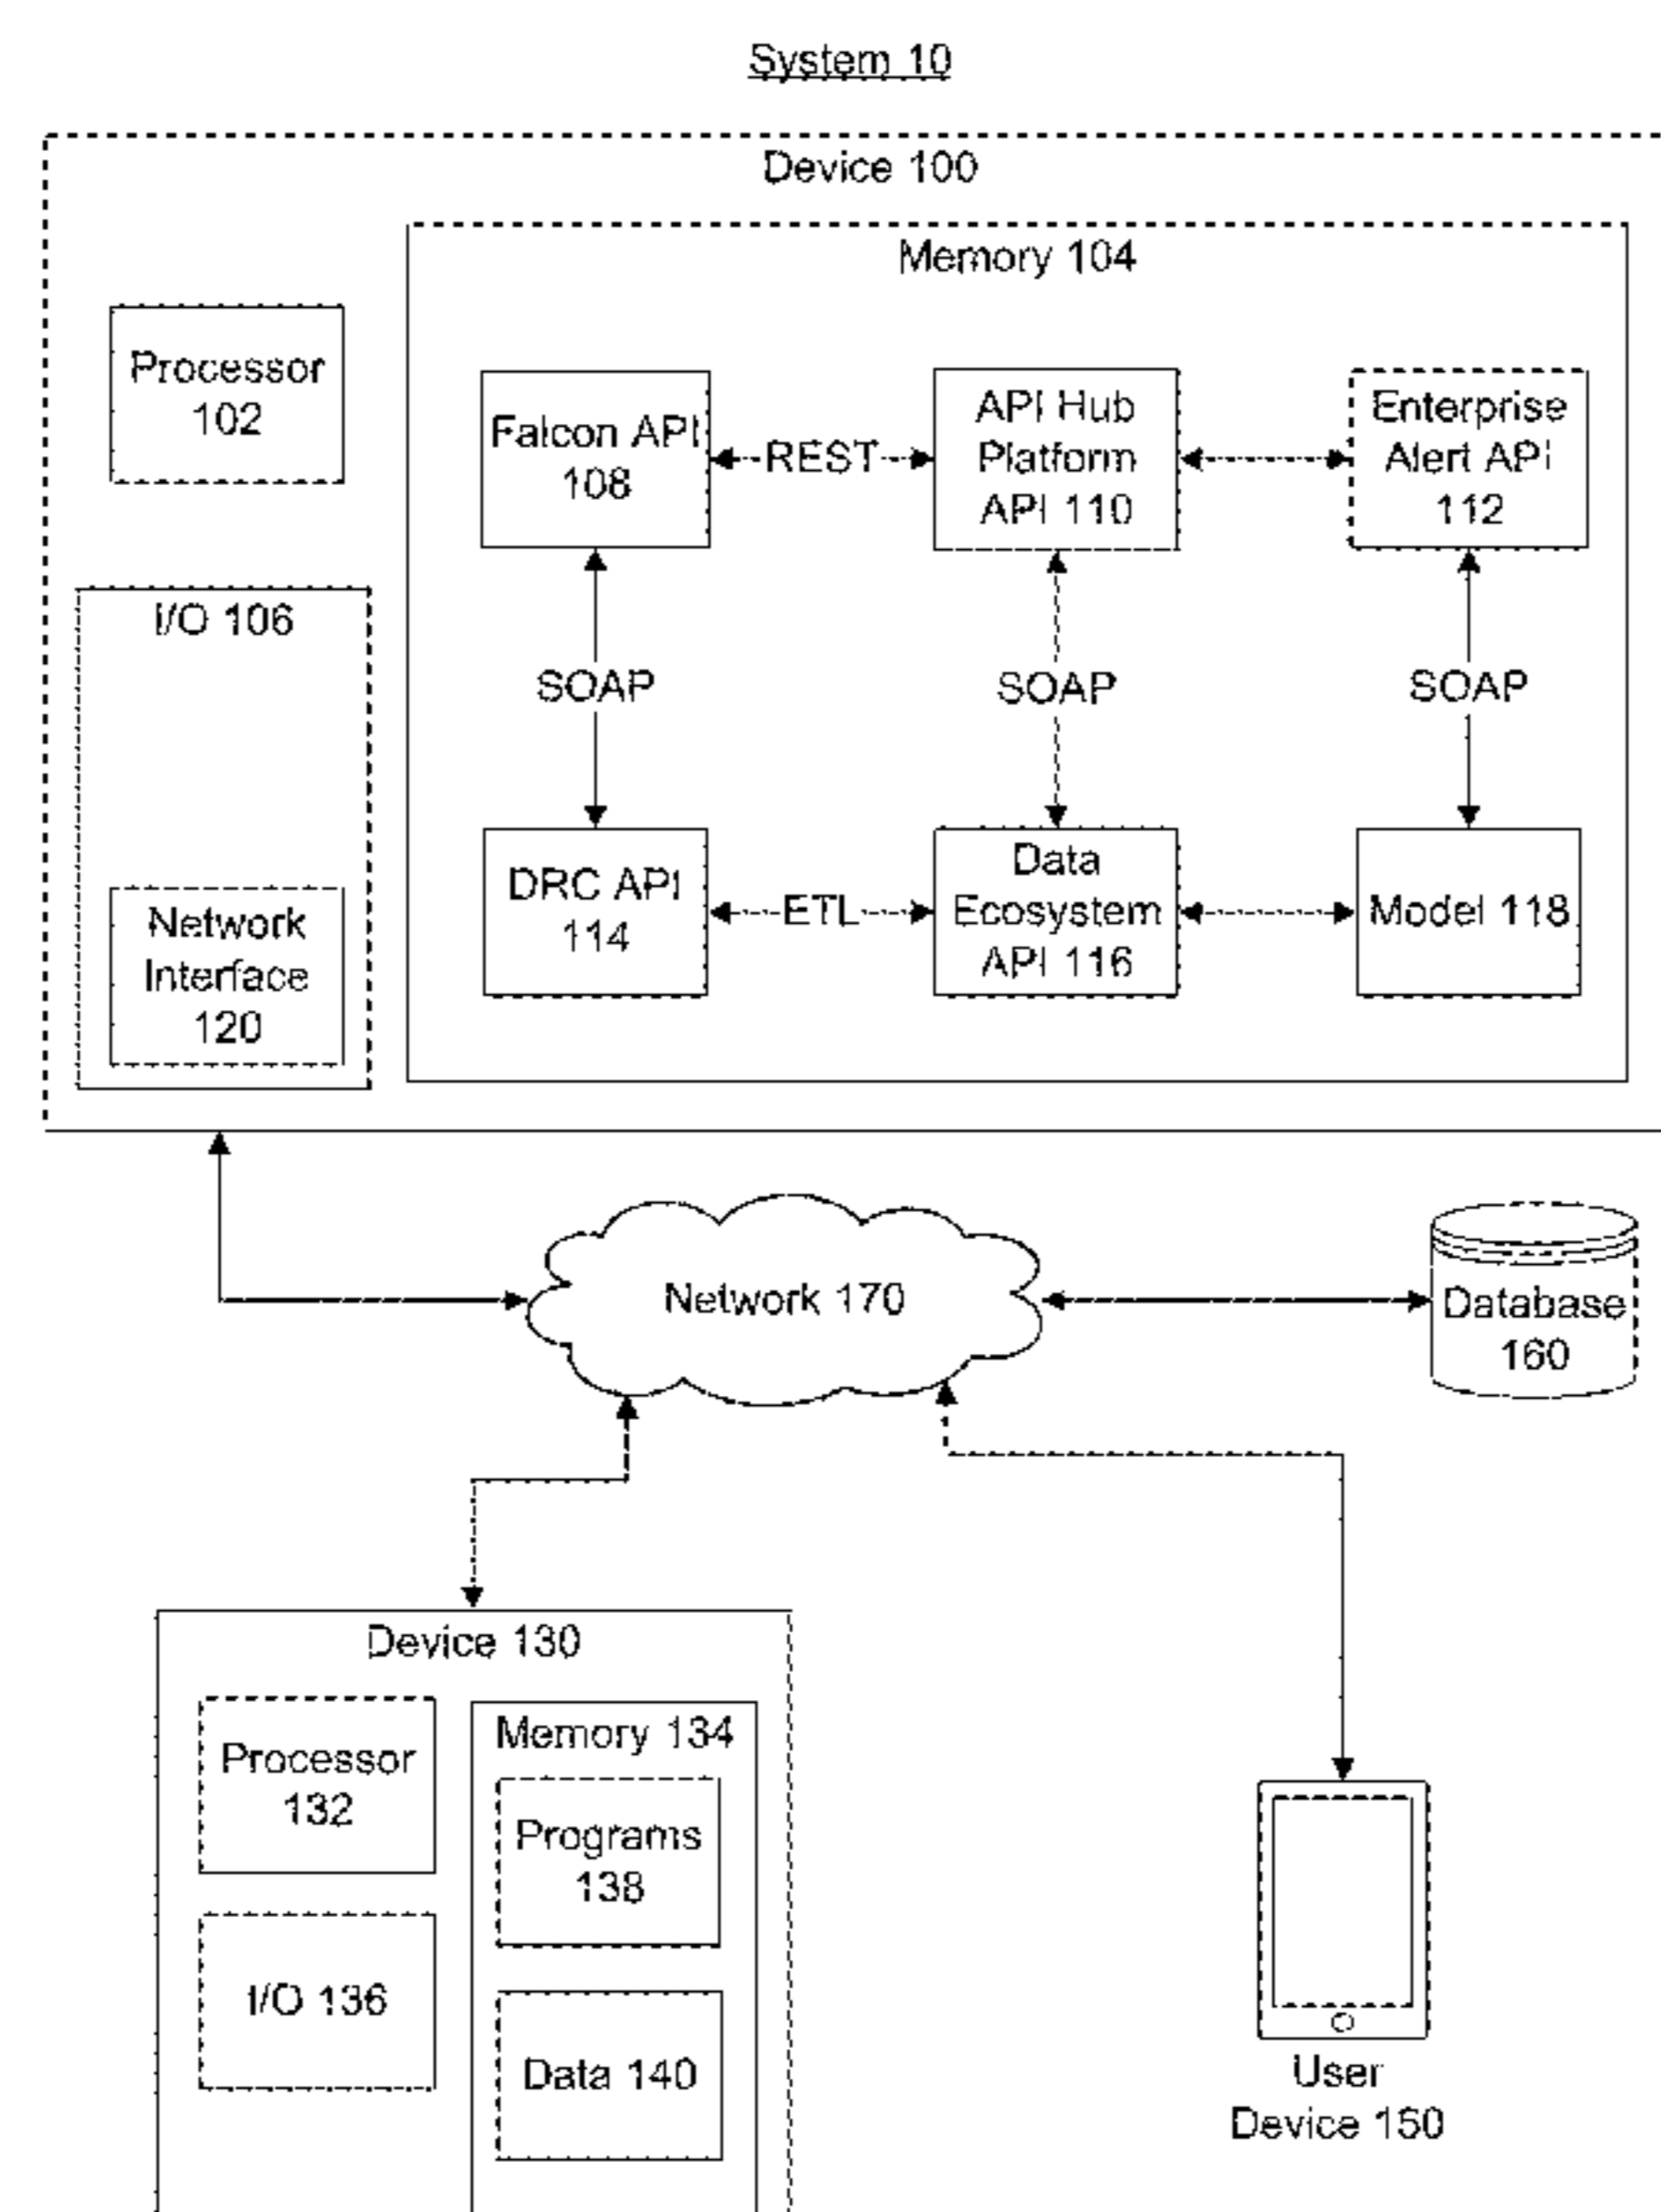 System 10
Device 100
Memory 104
Processor
102
Falcon API
108
REST
API Hub
Platform
API 110
Enterprise
Alert API
112
I/O 106
SOAP
SOAP
SOAP
Network
Interface
120
DRC API
114
ETL
Data
Ecosystem
API 116
Model 118
Network 170
Database
160
Device 130
Processor
132
Memory 134
Programs
138
I/O 136
Data 140
User
Device 150